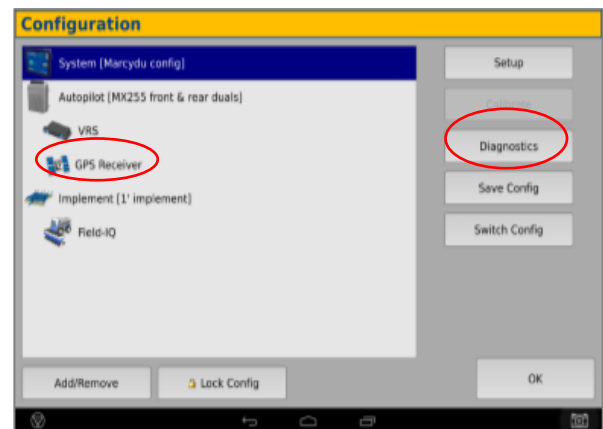 Configuration
System [Marcydu config]
Autopilot [MX255 front & rear duals]
VRS
GPS Receiver
Implement [1' implement]
Field-IQ
Setup
Calibrate
Diagnostics
Save Config
Switch Config
Add/Remove
Lock Config
OK